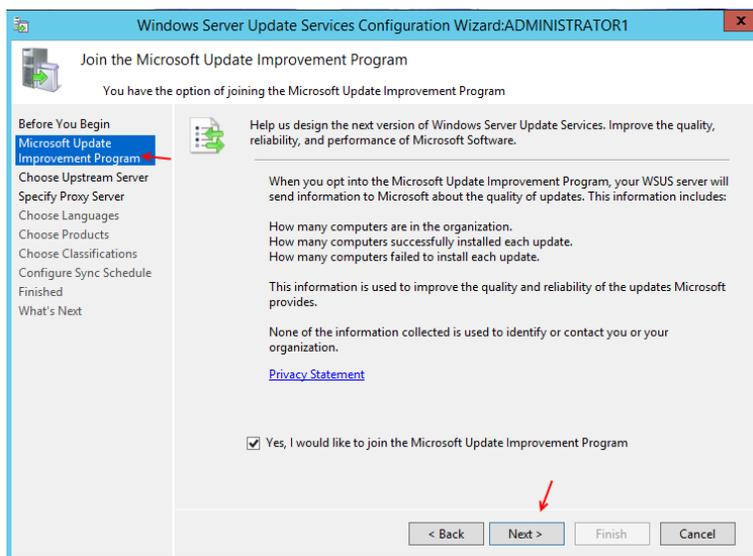 Windows Server Update Services Configuration Wizard:ADMINISTRATOR1
x
Join the Microsoft Update Improvement Program
You have the option of joining the Microsoft Update Improvement Program
Before You Begin
Microsoft Update
Improvement Program
Choose Upstream Server
Specify Proxy Server
Choose Languages
Choose Products
Choose Classifications
Configure Sync Schedule
Finished
What's Next
Help us design the next version of Windows Server Update Services. Improve the quality,
reliability, and performance of Microsoft Software.
When you opt into the Microsoft Update Improvement Program, your WSUS server will
send information to Microsoft about the quality of updates. This information includes:
How many computers are in the organization.
How many computers successfully installed each update.
How many computers failed to install each update.
This information is used to improve the quality and reliability of the updates Microsoft
provides.
None of the information collected is used to identify or contact you or your
organization.
Privacy Statement
Yes, I would like to join the Microsoft Update Improvement Program
< Back Next > Finish Cancel